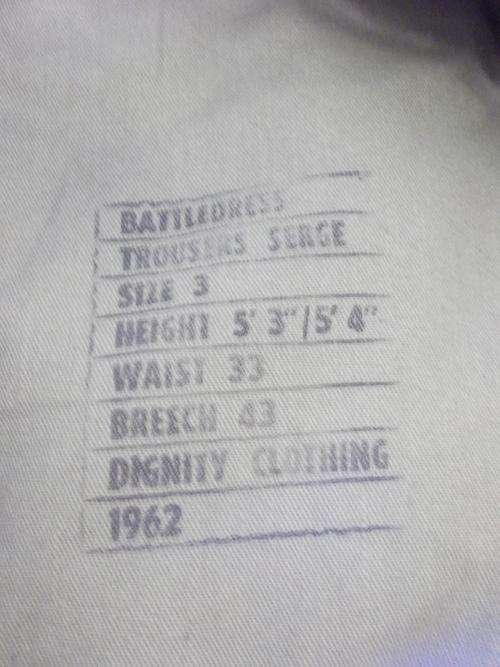 BATTLEDRESS
TROUSERS SERGE
SIZE 3
HEIGHT 5' 3"/5' 4"
WAIST 33
BREECH 43
DIGNITY CLOTHING
1962